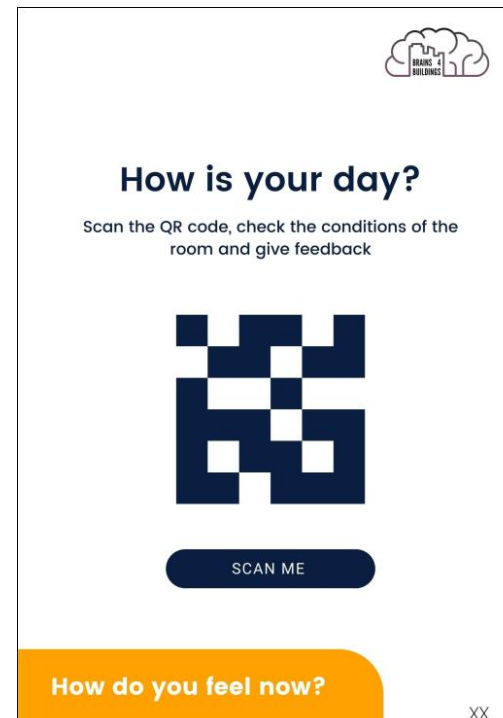 BRAINS 4
BUILDINGS
How is your day?
Scan the QR code, check the conditions of the
room and give feedback
SCAN ME
How do you feel now?
XX